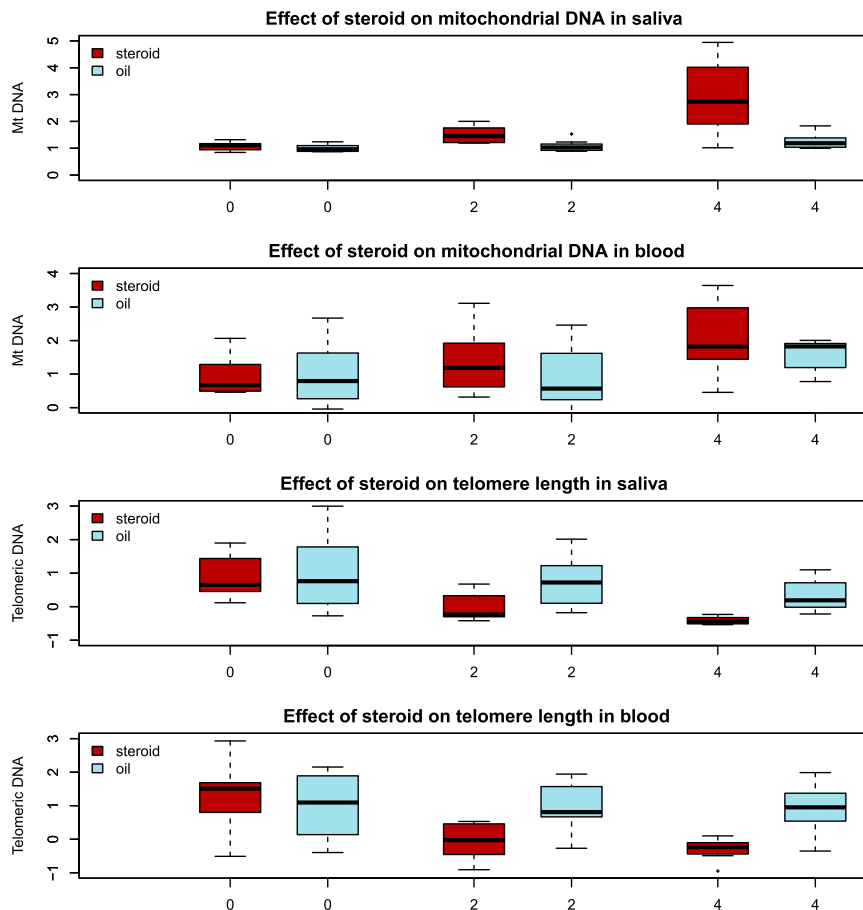 Effect of steroid on mitochondrial DNA in saliva
Mt DNA
5
4
3
2
1
0
steroid
oil
0 0 2 2 4 4
Effect of steroid on mitochondrial DNA in blood
Mt DNA
4
3
2
1
0
steroid
oil
0 0 2 2 4 4
Effect of steroid on telomere length in saliva
Telomeric DNA
3
2
1
0
−1
steroid
oil
0 0 2 2 4 4
Effect of steroid on telomere length in blood
Telomeric DNA
3
2
1
0
−1
steroid
oil
0 0 2 2 4 4